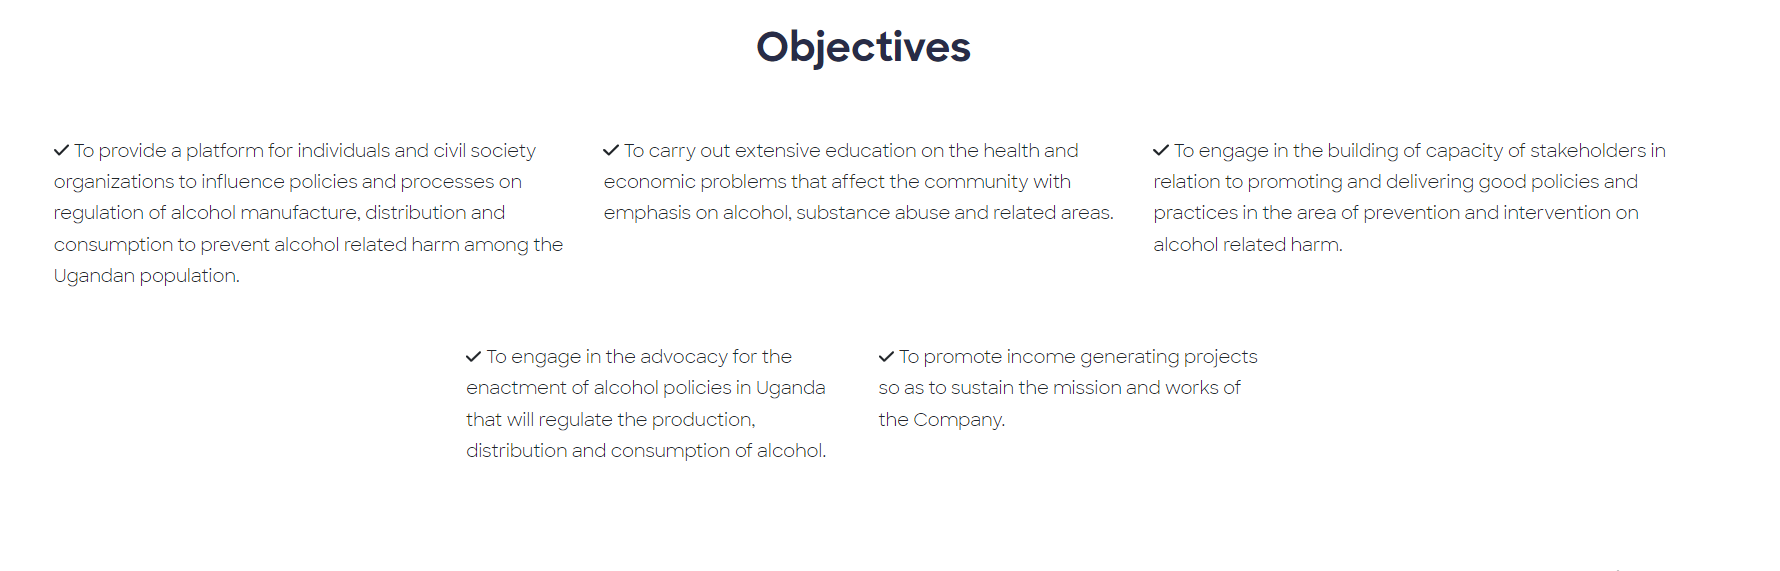 Objectives
✓ To provide a platform for individuals and civil society
organizations to influence policies and processes on
regulation of alcohol manufacture, distribution and
consumption to prevent alcohol related harm among the
Ugandan population.
✓ To carry out extensive education on the health and
economic problems that affect the community with
emphasis on alcohol, substance abuse and related areas.
✓ To engage in the building of capacity of stakeholders in
relation to promoting and delivering good policies and
practices in the area of prevention and intervention on
alcohol related harm.
✓ To engage in the advocacy for the
enactment of alcohol policies in Uganda
that will regulate the production,
distribution and consumption of alcohol.
✓ To promote income generating projects
so as to sustain the mission and works of
the Company.